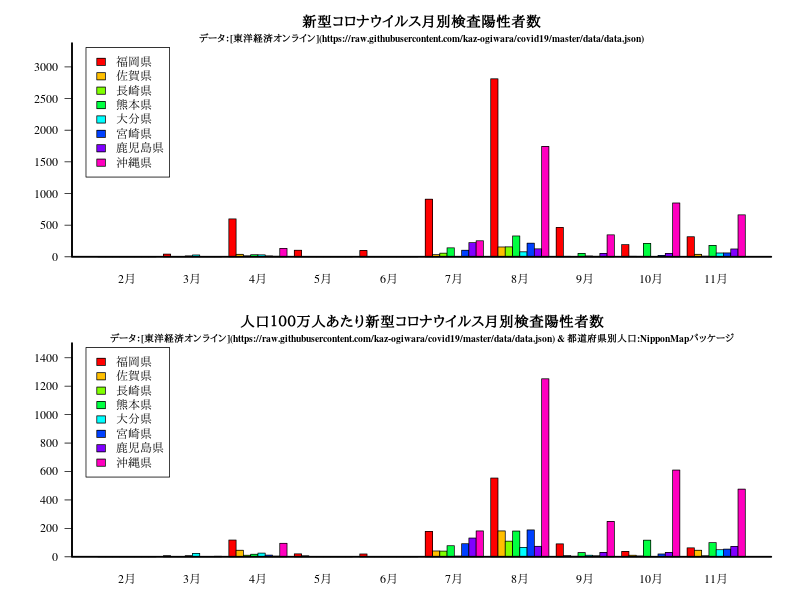 新型コロナウイルス月別検査陽性者数
データ:[東洋経済オンライン](https://raw.githubusercontent.com/kaz-ogiwara/covid19/master/data/data.json)
福岡県
佐賀県
長崎県
熊本県
大分県
宮崎県
鹿児島県
沖縄県
3000
2500
2000
1500
1000
500
0
2月 3月 4月 5月 6月 7月 8月 9月 10月 11月
人口100万人あたり新型コロナウイルス月別検査陽性者数
データ:[東洋経済オンライン](https://raw.githubusercontent.com/kaz-ogiwara/covid19/master/data/data.json) & 都道府県別人口:NipponMapパッケージ
福岡県
佐賀県
長崎県
熊本県
大分県
宮崎県
鹿児島県
沖縄県
1400
1200
1000
800
600
400
200
0
2月 3月 4月 5月 6月 7月 8月 9月 10月 11月